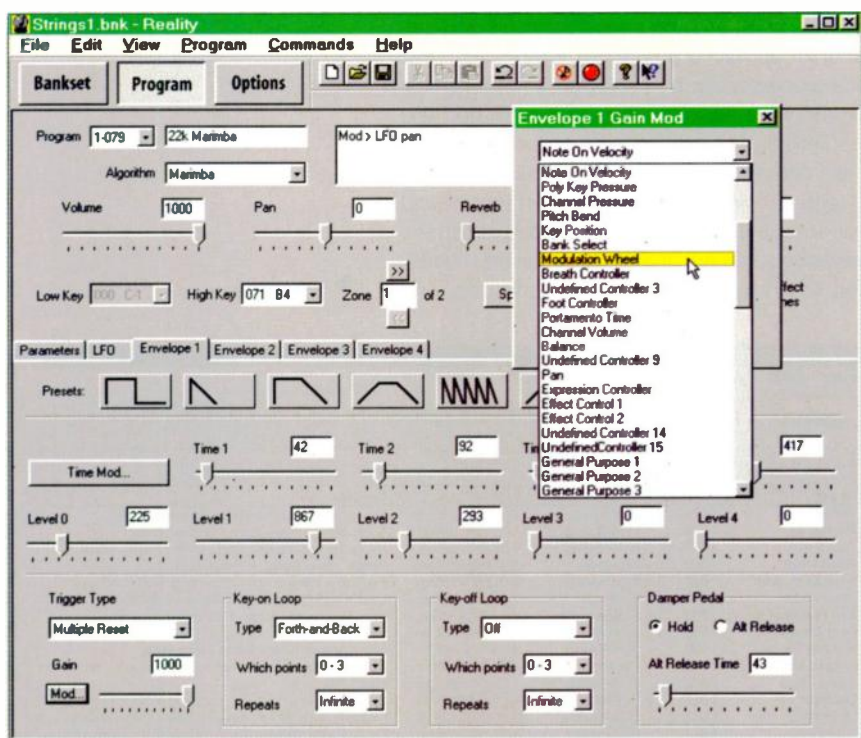 Strings1.bnk - Reality
File Edit View Program Commands Help
Bankset Program Options
Envelope 1 Gain Mod
Program 1-079 22k Marimba Mod > LFO pan
Algorithm Marimba
Volume 1000 Pan 0 Reverb
Low Key 000 C-1 High Key 071 B4 Zone 1 of 2 Sp
>>
<<
fect
nes
Note On Velocity
Note On Velocity
Poly Key Pressure
Channel Pressure
Pitch Bend
Key Position
Bank Select
Modulation Wheel
Breath Controller
Undefined Controller 3
Foot Controller
Portamento Time
Channel Volume
Balance
Undefined Controller 9
Pan
Expression Controller
Effect Control 1
Effect Control 2
Undefined Controller 14
UndefinedController 15
General Purpose 1
General Purpose 2
General Purpose 3
Parameters LFO Envelope 1 Envelope 2 Envelope 3 Envelope 4
Presets:
Time Mod... Time 1 42 Time 2 92 Tim 417
Level 0 225 Level 1 867 Level 2 293 Level 3 0 Level 4 0
Trigger Type
Multiple Reset
Gain 1000
Mod...
Key-on Loop
Type Forth-and-Back
Which points 0 - 3
Repeats Infinite
Key-off Loop
Type Off
Which points 0 - 3
Repeats Infinite
Damper Pedal
Hold Alt Release
Alt Release Time 43